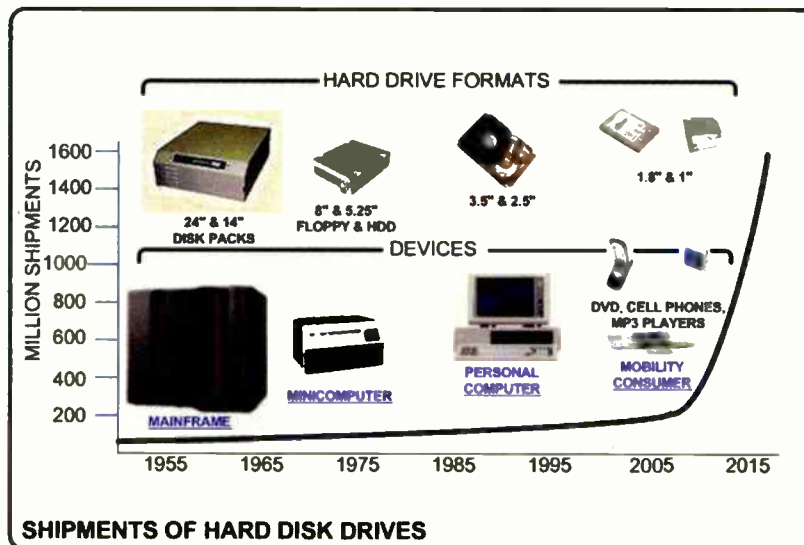 HARD DRIVE FORMATS
1600
1400
1200
1000
800
600
400
200
MILLION SHIPMENTS
24" & 14"
DISK PACKS
8" & 5.25"
FLOPPY & HDD
3.5" & 2.5"
1.8" & 1"
DEVICES
MAINFRAME
MINICOMPUTER
PERSONAL
COMPUTER
DVD, CELL PHONES,
MP3 PLAYERS
MOBILITY
CONSUMER
1955 1965 1975 1985 1995 2005 2015
SHIPMENTS OF HARD DISK DRIVES